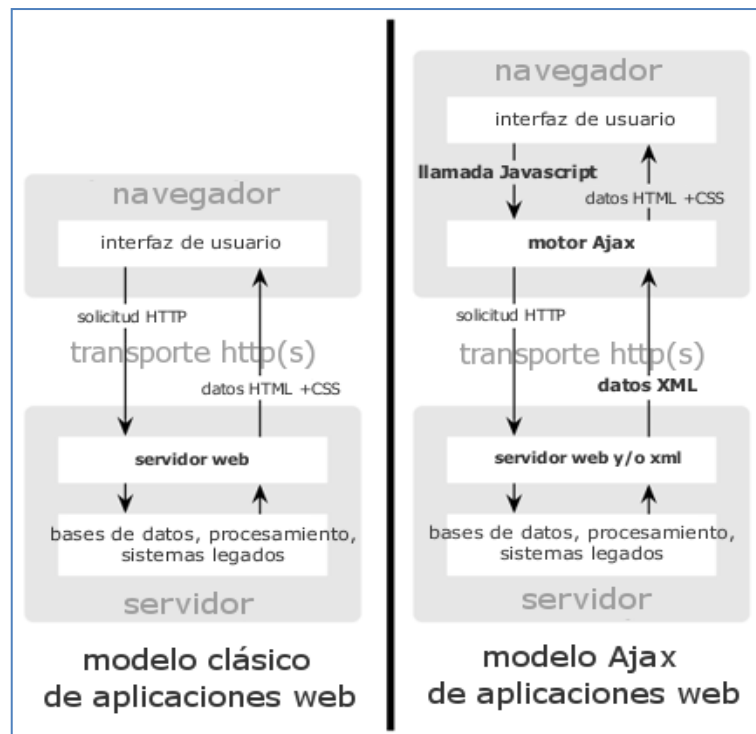 navegador
interfaz de usuario
solicitud HTTP
transporte http(s)
datos HTML +CSS
servidor web
bases de datos, procesamiento,
sistemas legados
servidor
modelo clásico
de aplicaciones web
navegador
interfaz de usuario
llamada Javascript
datos HTML +CSS
motor Ajax
solicitud HTTP
transporte http(s)
datos XML
servidor web y/o xml
bases de datos, procesamiento,
sistemas legados
servidor
modelo Ajax
de aplicaciones web